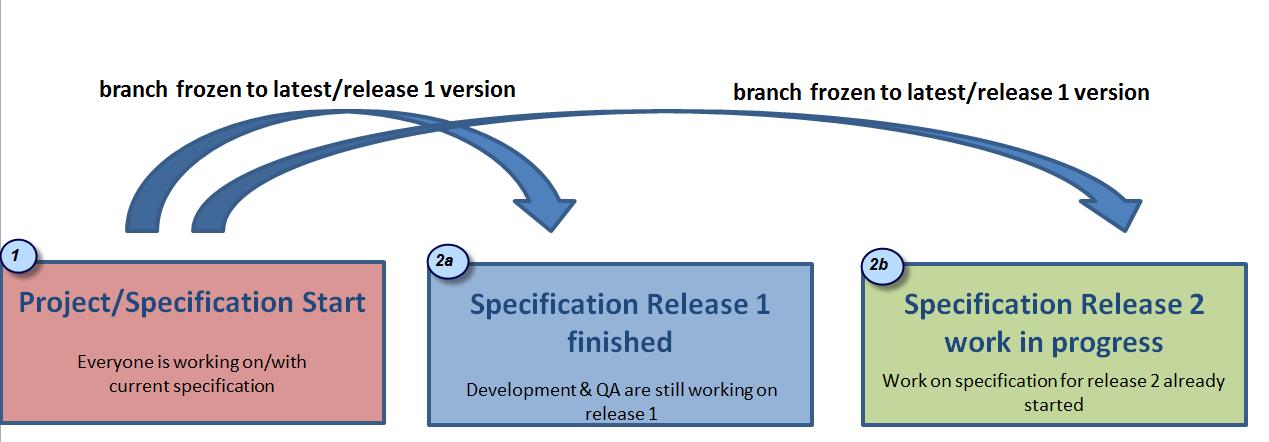 branch frozen to latest/release 1 version
branch frozen to latest/release 1 version
1
Project/Specification Start
Everyone is working on/with
current specification
2a
Specification Release 1
finished
Development & QA are still working on
release 1
2b
Specification Release 2
work in progress
Work on specification for release 2 already
started